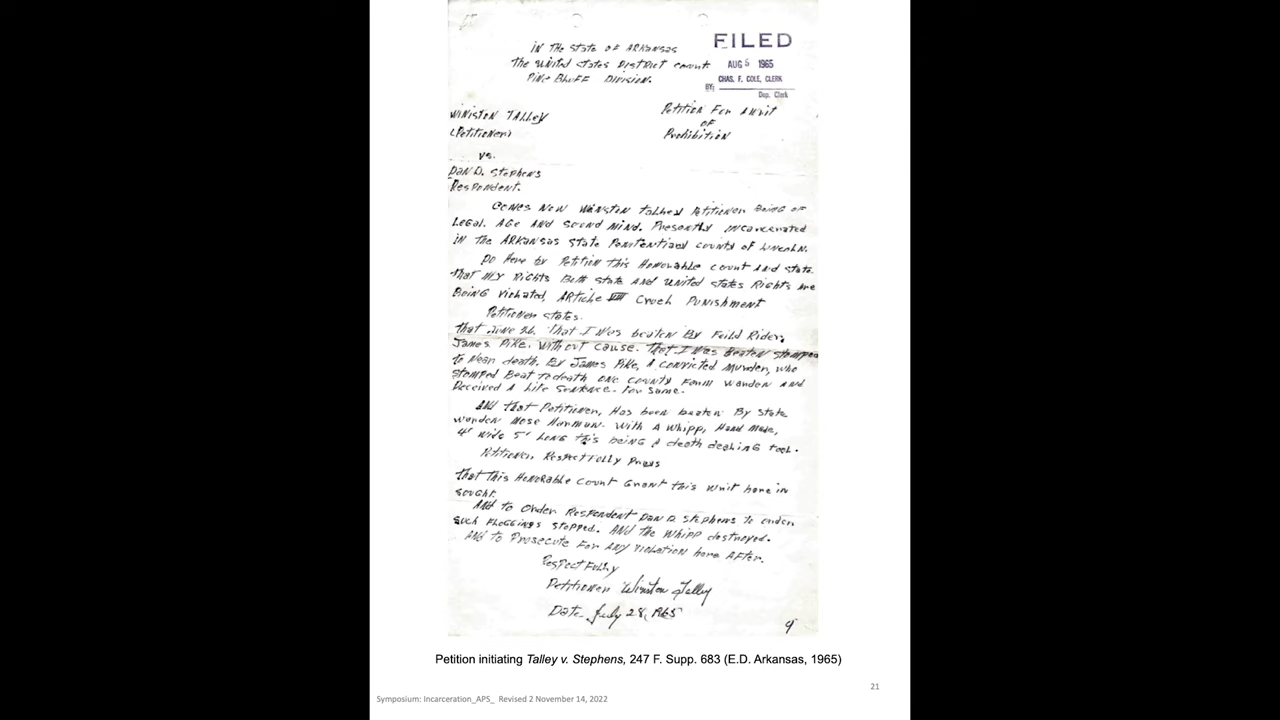 IN THE State OF ARKANSAS
The UNITED States DISTRICT COURT
PINE BLUFF DIVISION.
FILED
AUG 5 1965
CHAS. F. COLE, CLERK
BY:
Dep. Clerk
WINISTON TALLEY
(Petitioner)
Petition For A Writ
OF
Prohibition
vs.
DAN D. Stephens
Respondent.
Comes Now Winston Talley Petitioner Being OF
Legal. Age And Sound Mind. Presently incarcerated
in the ARKANSAS State Penitentiary county of Lincoln.
Do Here by Petition this Honorable Court And State
that My Rights Both State And United States Rights Are
Being violated, Article VIII Cruel Punishment
Petitioner States.
that June 26. that I Was beaten By Feild Rider,
James Pike. Without cause. that I Was Beaten stomped
to Near death. By James Pike, A Convicted Murder, who
stomped Beat to death one County Farm Warden And
Received A Life Sentence. For Same.
And that Petitioner, Has been beaten By State
Warden Mose Harmon. With A Whipp, Hand Made,
4" Wide 5' Long this being A death dealing tool.
Petitioner, Respectfully Prays
that this Honorable Court Grant this Writ here in
sought.
And to Order Respondent Dan D. Stephens to order
such Floggings stopped. And the Whipp destroyed.
And to Prosecute For Any Violation here After.
Respectfully
Petitioner Winston Talley
Date July 28, 1965
9
Petition initiating Talley v. Stephens, 247 F. Supp. 683 (E.D. Arkansas, 1965)
21
Symposium: Incarceration_APS_ Revised 2 November 14, 2022